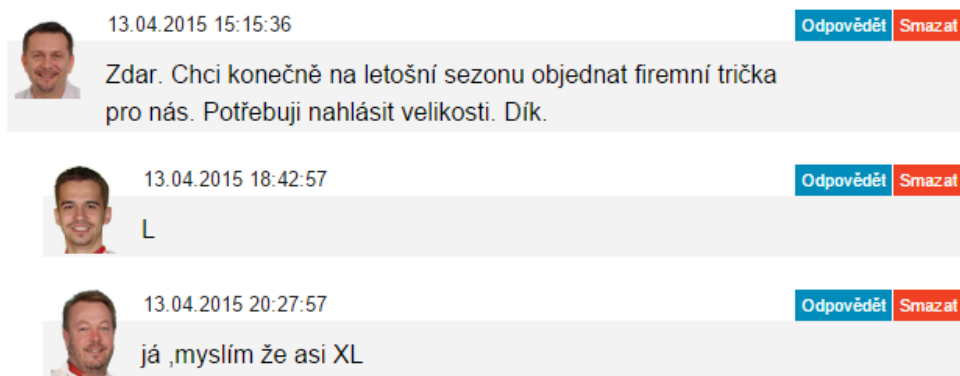 13.04.2015 15:15:36 Odpovědět Smazat
Zdar. Chci konečně na letošní sezonu objednat firemní trička
pro nás. Potřebuji nahlásit velikosti. Dík.
13.04.2015 18:42:57 Odpovědět Smazat
L
13.04.2015 20:27:57 Odpovědět Smazat
já ,myslím že asi XL